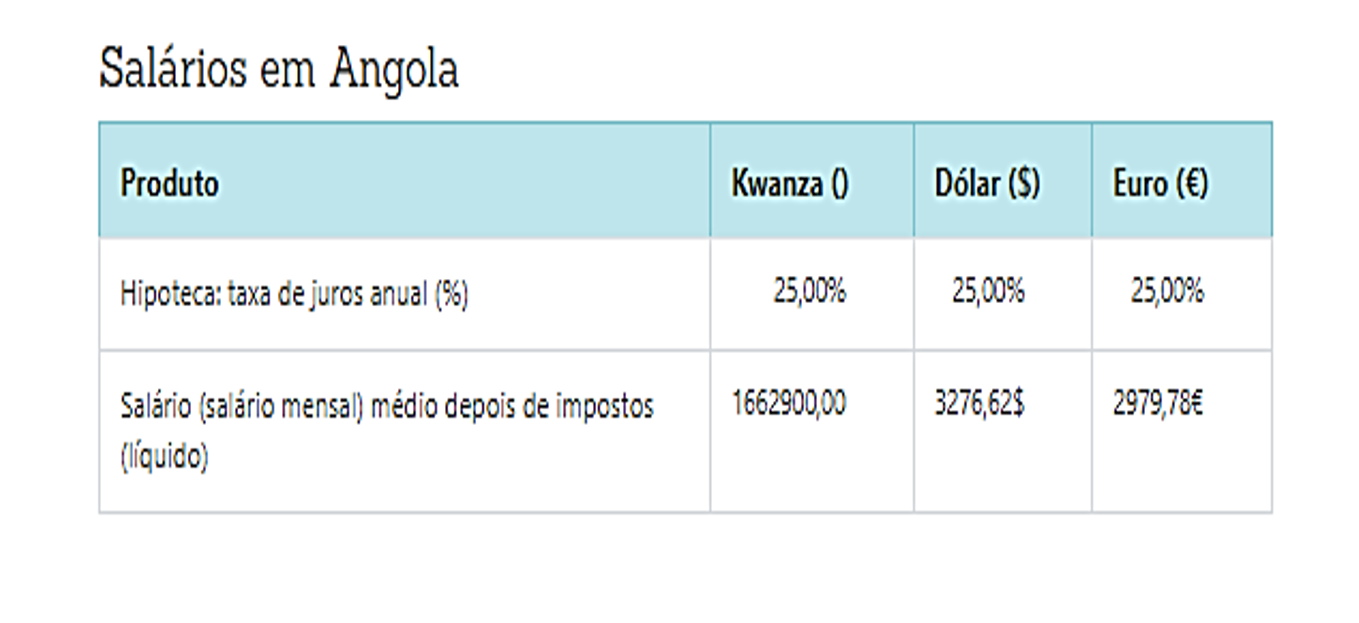 Salários em Angola
Produto Kwanza () Dólar ($) Euro (€)
Hipoteca: taxa de juros anual (%) 25,00% 25,00% 25,00%
Salário (salário mensal) médio depois de impostos 1662900,00 3276,62$ 2979,78€
(líquido)